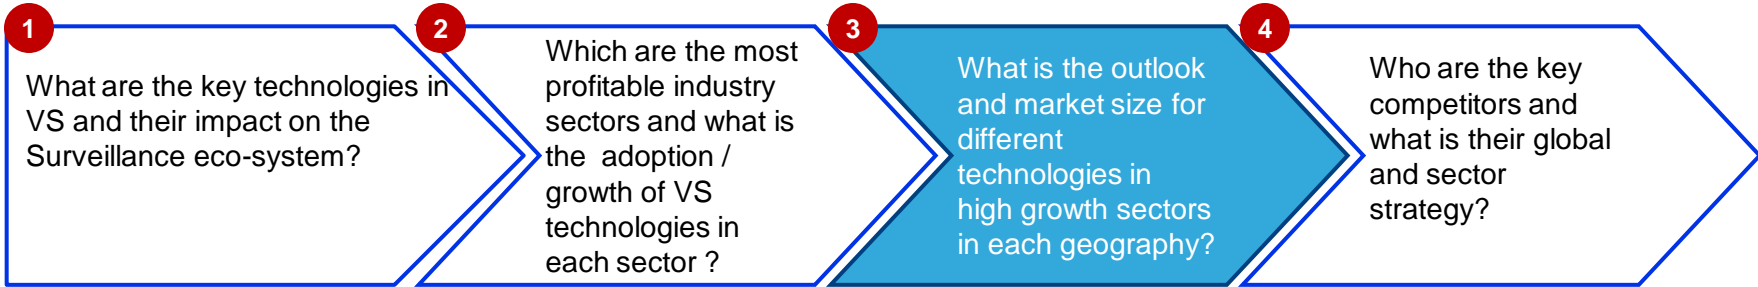 1
What are the key technologies in
VS and their impact on the
Surveillance eco-system?
2
Which are the most
profitable industry
sectors and what is
the adoption /
growth of VS
technologies in
each sector ?
3
What is the outlook
and market size for
different
technologies in
high growth sectors
in each geography?
4
Who are the key
competitors and
what is their global
and sector
strategy?